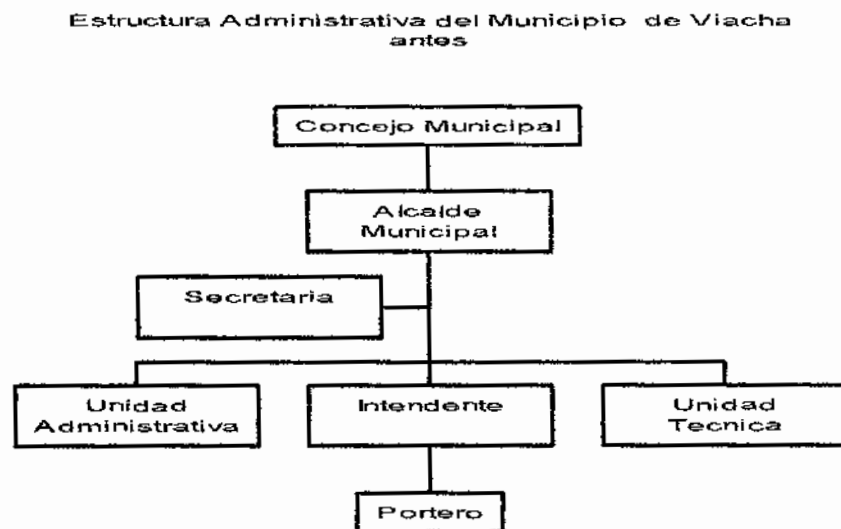 Estructura Administrativa del Municipio de Viacha
antes
Concejo Municipal
Alcalde
Municipal
Secretaria
Unidad
Administrativa
Intendente
Unidad
Tecnica
Portero